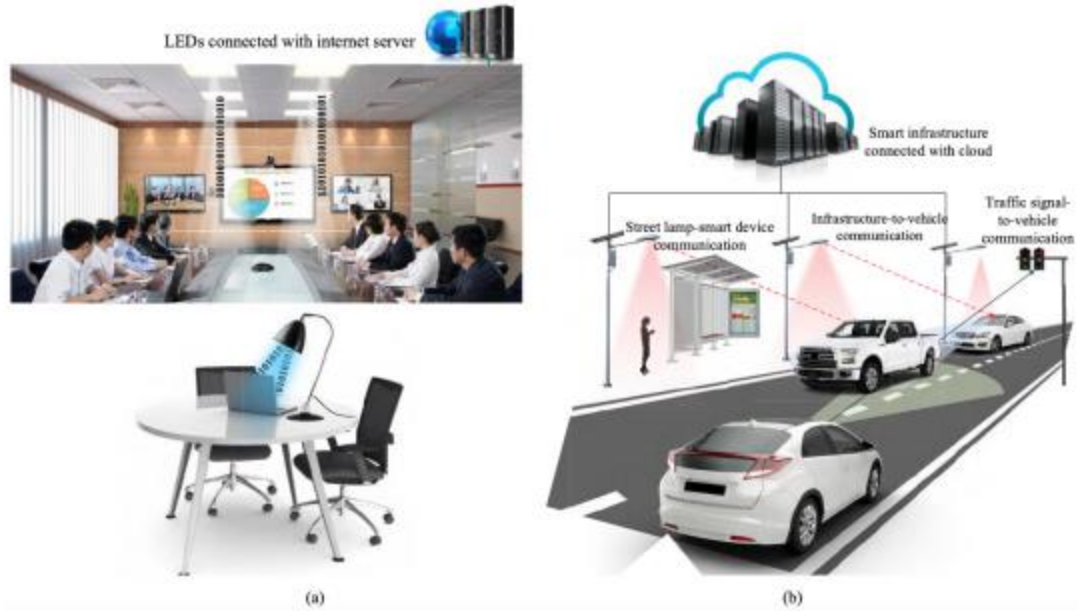 LEDs connected with internet server
Smart infrastructure
connected with cloud
Traffic signal-
to-vehicle
communication
Infrastructure-to-vehicle
communication
Street lamp-smart device
communication
(a)
(b)